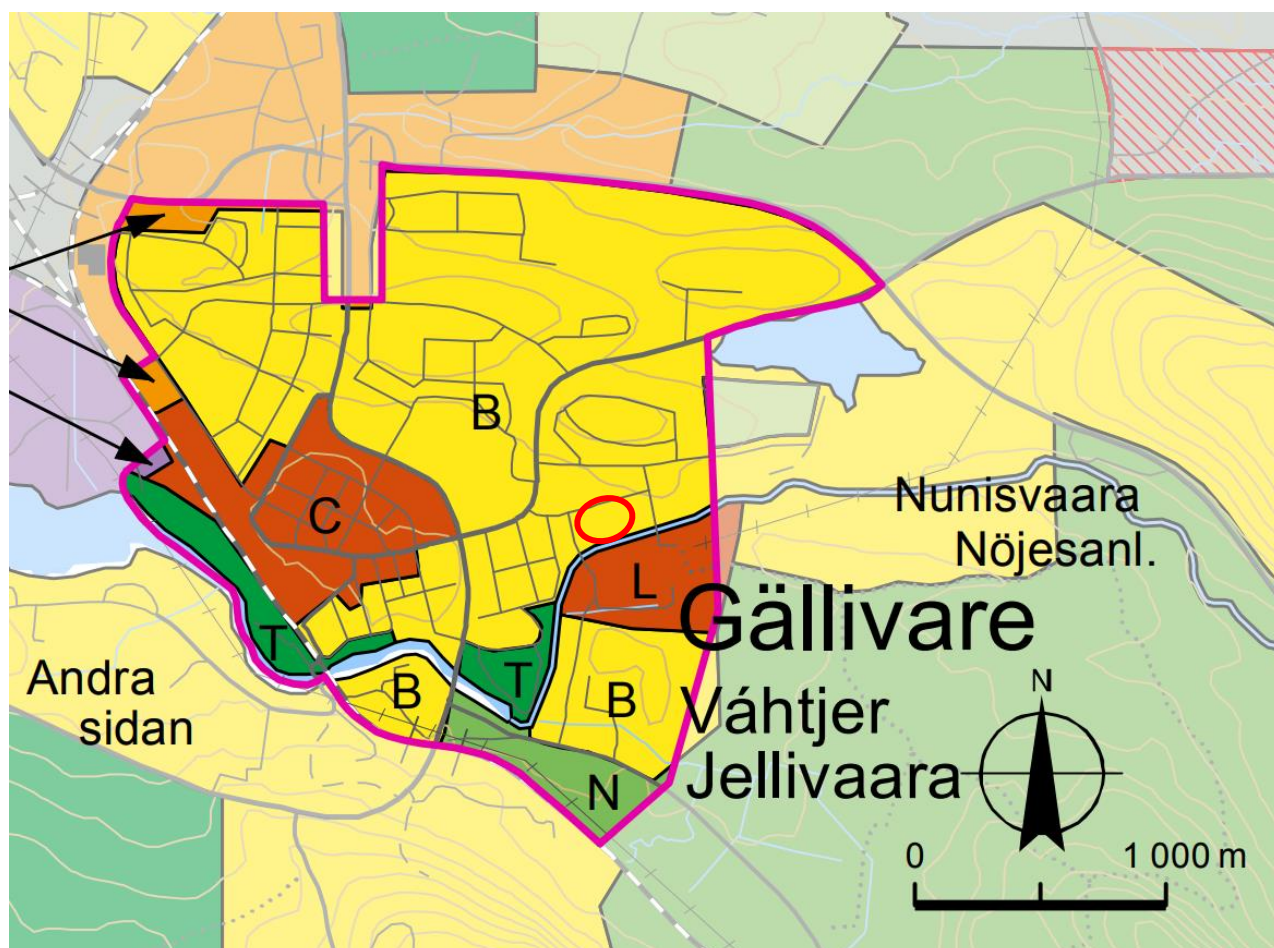 B
C
Nunisvaara
Nöjesanl.
L
Gällivare
T
T
Andra
sidan
B
B
Váhtjer
Jellivaara
N
N
0
1 000 m